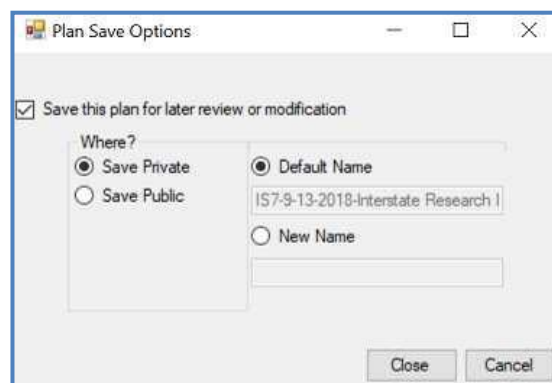 Plan Save Options
Save this plan for later review or modification
Where?
Save Private
Save Public
Default Name
IS7-9-13-2018-Interstate Research
New Name
Close Cancel